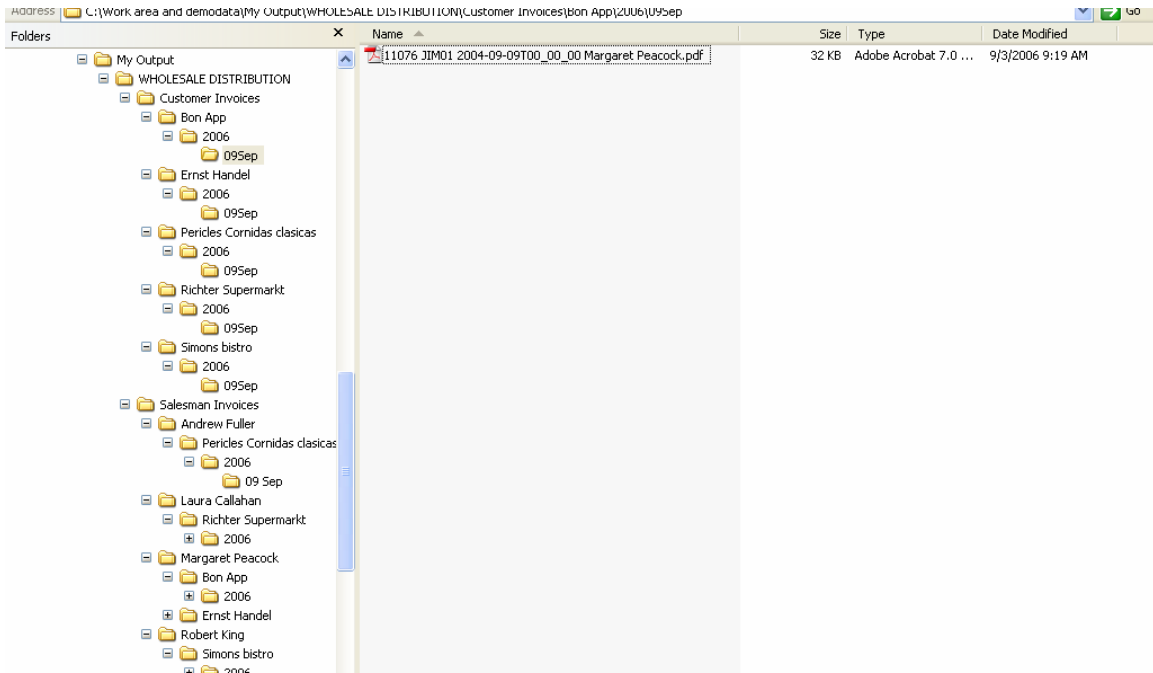 Address C:\Work area and demodata\My Output\WHOLESALE DISTRIBUTION\Customer Invoices\Bon App\2006\09Sep Go
Folders x Name Size Type Date Modified
My Output
WHOLESALE DISTRIBUTION
Customer Invoices
Bon App
2006
09Sep
Ernst Handel
2006
09Sep
Pericles Cornidas clasicas
2006
09Sep
Richter Supermarkt
2006
09Sep
Simons bistro
2006
09Sep
Salesman Invoices
Andrew Fuller
Pericles Cornidas clasicas
2006
09 Sep
Laura Callahan
Richter Supermarkt
2006
Margaret Peacock
Bon App
2006
Ernst Handel
Robert King
Simons bistro
2006
11076 JIM01 2004-09-09T00_00_00 Margaret Peacock.pdf 32 KB Adobe Acrobat 7.0 ... 9/3/2006 9:19 AM